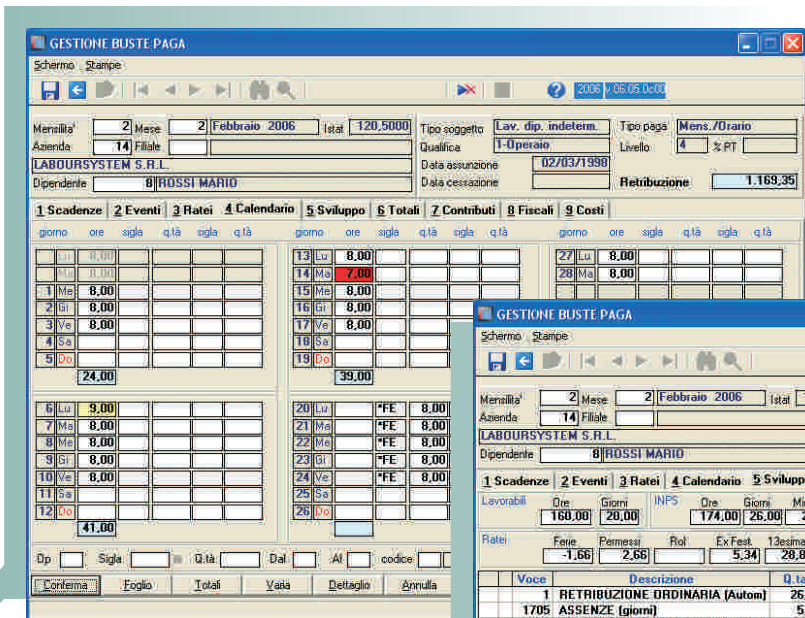 GESTIONE BUSTE PAGA
Schermo Stampe
2006 v.06.05.0c00
Mensilita' 2 Mese 2 Febbraio 2006 Istat 120,5000
Azienda 14 Filiale
LABOURSYSTEM S.R.L.
Dipendente 8 ROSSI MARIO
Tipo soggetto Lav. dip. indeterm. Tipo paga Mens./Orario
Qualifica 1-Operaio Livello 4 % PT
Data assunzione 02/03/1998
Data cessazione Retribuzione 1.169,35
1 Scadenze 2 Eventi 3 Ratei 4 Calendario 5 Sviluppo 6 Totali 7 Contributi 8 Fiscali 9 Costi
giorno ore sigla q.tà sigla q.tà giorno ore sigla q.tà sigla q.tà giorno ore sigla q.tà sigla q.tà
Lu 8,00
Ma 8,00
1 Me 8,00
2 Gi 8,00
3 Ve 8,00
4 Sa
5 Do
24,00
6 Lu 9,00
7 Ma 8,00
8 Me 8,00
9 Gi 8,00
10 Ve 8,00
11 Sa
12 Do
41,00
13 Lu 8,00
14 Ma 7,00
15 Me 8,00
16 Gi 8,00
17 Ve 8,00
18 Sa
19 Do
39,00
20 Lu *FE 8,00
21 Ma *FE 8,00
22 Me *FE 8,00
23 Gi *FE 8,00
24 Ve *FE 8,00
25 Sa
26 Do
27 Lu 8,00
28 Ma 8,00
Op Sigla = Q.tà Dal Al codice
Conferma Foglio Totali Varia Dettaglio Annulla
GESTIONE BUSTE PAGA
Schermo Stampe
Mensilita' 2 Mese 2 Febbraio 2006 Istat
Azienda 14 Filiale
LABOURSYSTEM S.R.L.
Dipendente 8 ROSSI MARIO
1 Scadenze 2 Eventi 3 Ratei 4 Calendario 5 Svilupp
Lavorabili Ore Giorni INPS Ore Giorni Mi
160,00 20,00 174,00 26,00
Ratei Ferie Permessi Rol Ex Fest. 13esima
-1,66 2,66 5,34 28,8
Voce Descrizione Q.ta
1 RETRIBUZIONE ORDINARIA (Autom) 26,
1705 ASSENZE (giorni) 5,